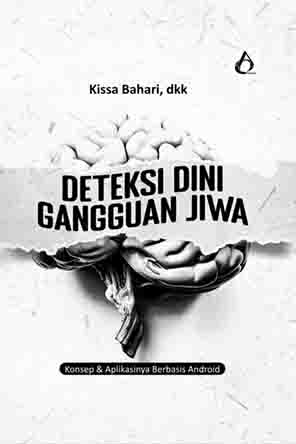 Kissa Bahari, dkk
DETEKSI DINI
GANGGUAN JIWA
Konsep & Aplikasinya Berbasis Android